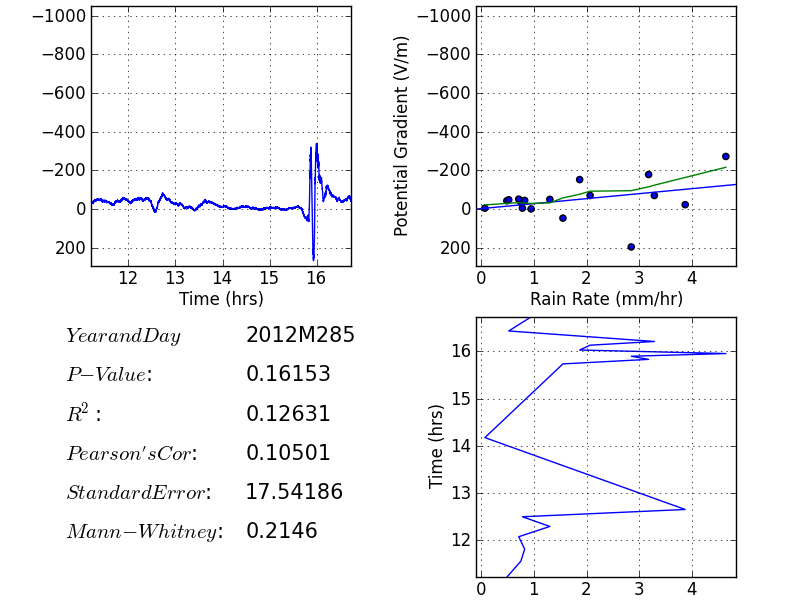 −1000
−800
−600
−400
−200
0
200
12 13 14 15 16
Time (hrs)
Potential Gradient (V/m)
−1000
−800
−600
−400
−200
0
200
0 1 2 3 4
Rain Rate (mm/hr)
YearandDay 2012M285
P−Value: 0.16153
R²: 0.12631
Pearson'sCor: 0.10501
StandardError: 17.54186
Mann−Whitney: 0.2146
Time (hrs)
16
15
14
13
12
0 1 2 3 4